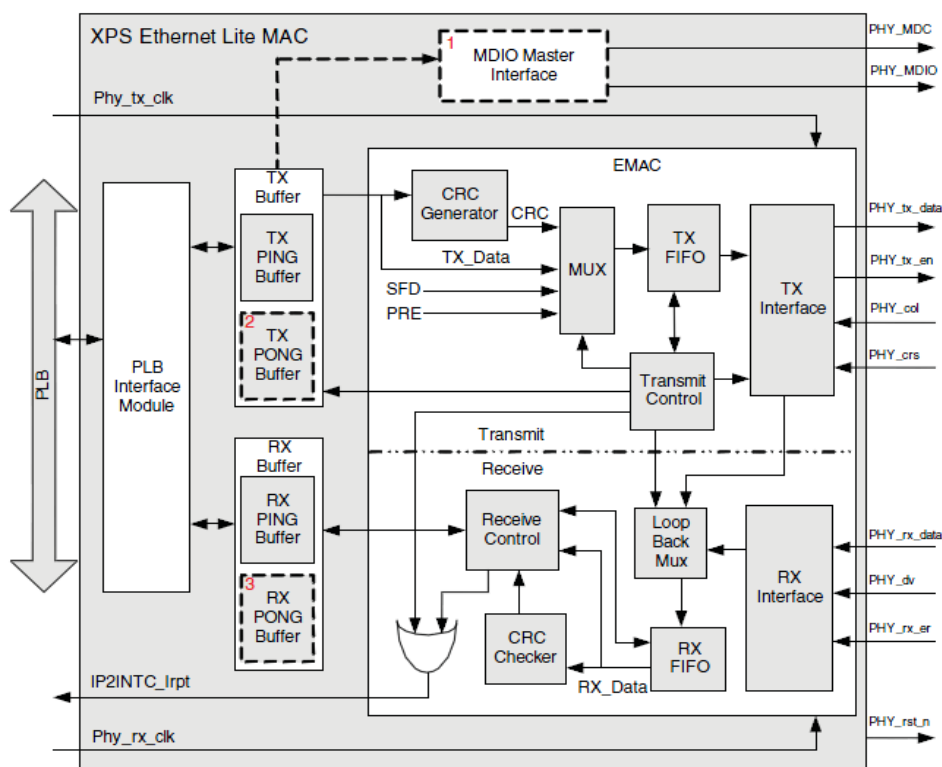 XPS Ethernet Lite MAC
1
MDIO Master
Interface
PHY_MDC
PHY_MDIO
Phy_tx_clk
EMAC
TX
Buffer
TX
PING
Buffer
2
TX
PONG
Buffer
CRC
Generator
CRC
TX_Data
SFD
PRE
MUX
TX
FIFO
TX
Interface
PHY_tx_data
PHY_tx_en
PHY_col
PHY_crs
Transmit
Control
PLB
PLB
Interface
Module
Transmit
Receive
RX
Buffer
RX
PING
Buffer
3
RX
PONG
Buffer
Receive
Control
Loop
Back
Mux
RX
Interface
PHY_rx_data
PHY_dv
PHY_rx_er
CRC
Checker
RX_Data
RX
FIFO
IP2INTC_Irpt
Phy_rx_clk
PHY_rst_n